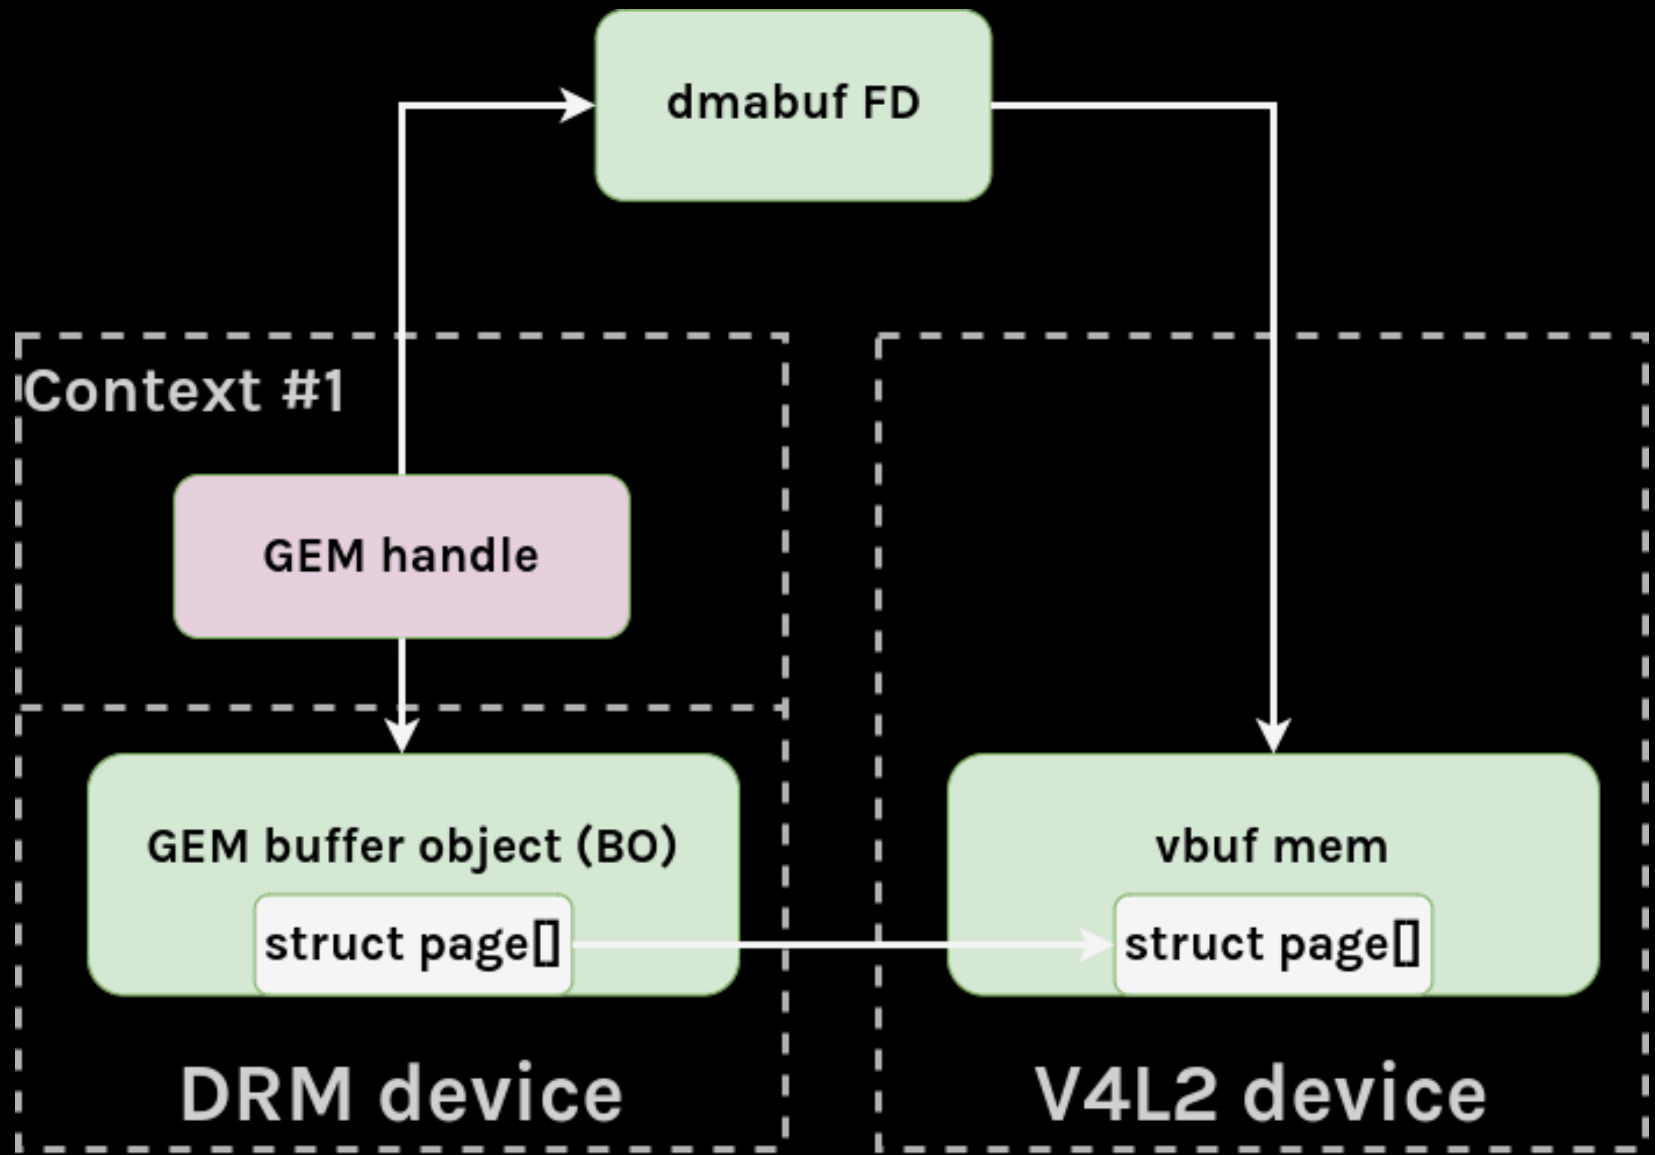 dmabuf FD
Context #1
GEM handle
GEM buffer object (BO)
struct page[]
DRM device
vbuf mem
struct page[]
V4L2 device